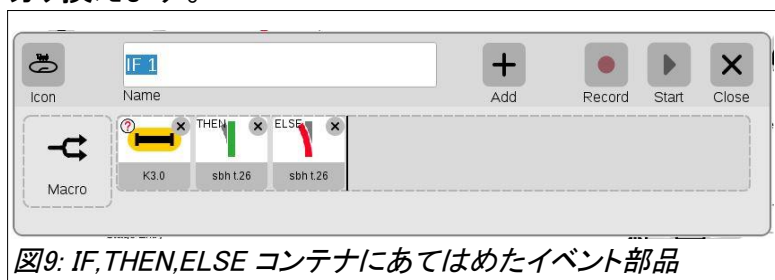 IF 1
Icon
Name
Add
Record
Start
Close
THEN
ELSE
Macro
K3.0
sbh t.26
sbh t.26
図9: IF,THEN,ELSE コンテナにあてはめたイベント部品